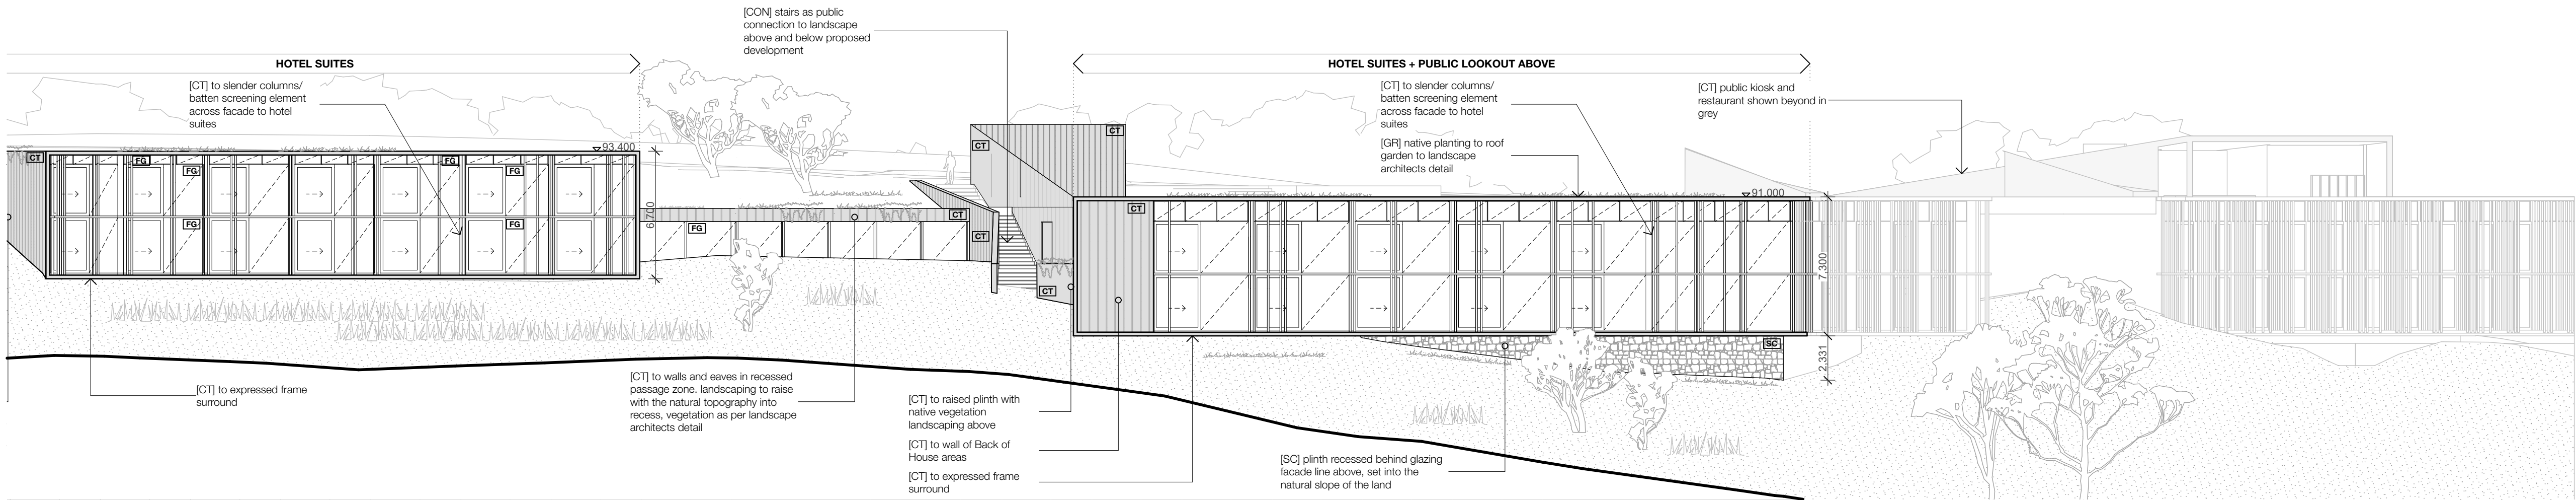 [CON] stairs as public
connection to landscape
above and below proposed
development
HOTEL SUITES
HOTEL SUITES + PUBLIC LOOKOUT ABOVE
[CT] to slender columns/
batten screening element
across facade to hotel
suites
[CT] to slender columns/
batten screening element
across facade to hotel
suites
[CT] public kiosk and
restaurant shown beyond in
grey
[GR] native planting to roof
garden to landscape
architects detail
93,400
91,000
CT
FG
FG
FG
FG
FG
FG
6,700
FG
CT
CT
CT
CT
CT
CT
7,300
SC
2,331
[CT] to expressed frame
surround
[CT] to walls and eaves in recessed
passage zone. landscaping to raise
with the natural topography into
recess, vegetation as per landscape
architects detail
[CT] to raised plinth with
native vegetation
landscaping above
[CT] to wall of Back of
House areas
[CT] to expressed frame
surround
[SC] plinth recessed behind glazing
facade line above, set into the
natural slope of the land